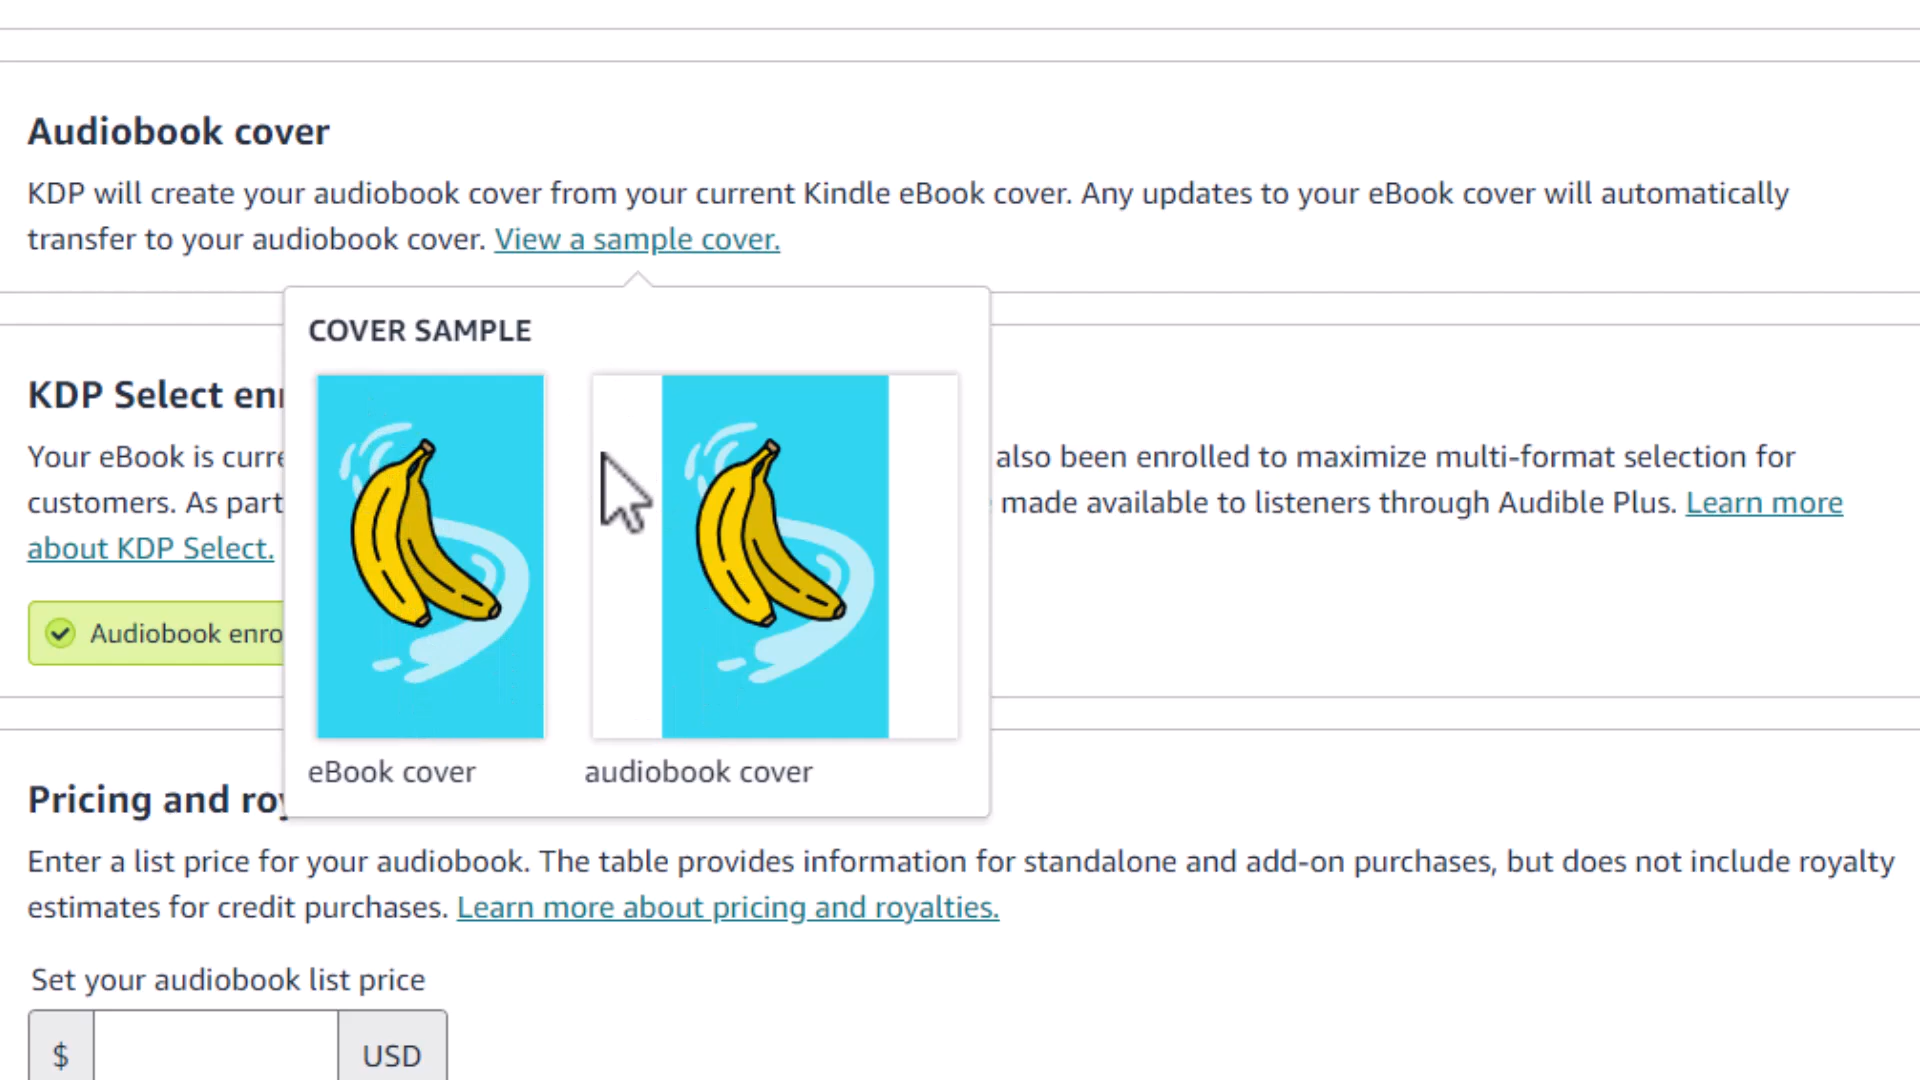 Audiobook cover
KDP will create your audiobook cover from your current Kindle eBook cover. Any updates to your eBook cover will automatically
transfer to your audiobook cover. View a sample cover.
COVER SAMPLE
eBook cover
audiobook cover
KDP Select
Your eBook is also been enrolled to maximize multi-format selection for
customers. As part made available to listeners through Audible Plus. Learn more
about KDP Select.
Audiobook
Pricing and
Enter a list price for your audiobook. The table provides information for standalone and add-on purchases, but does not include royalty
estimates for credit purchases. Learn more about pricing and royalties.
Set your audiobook list price
$ USD